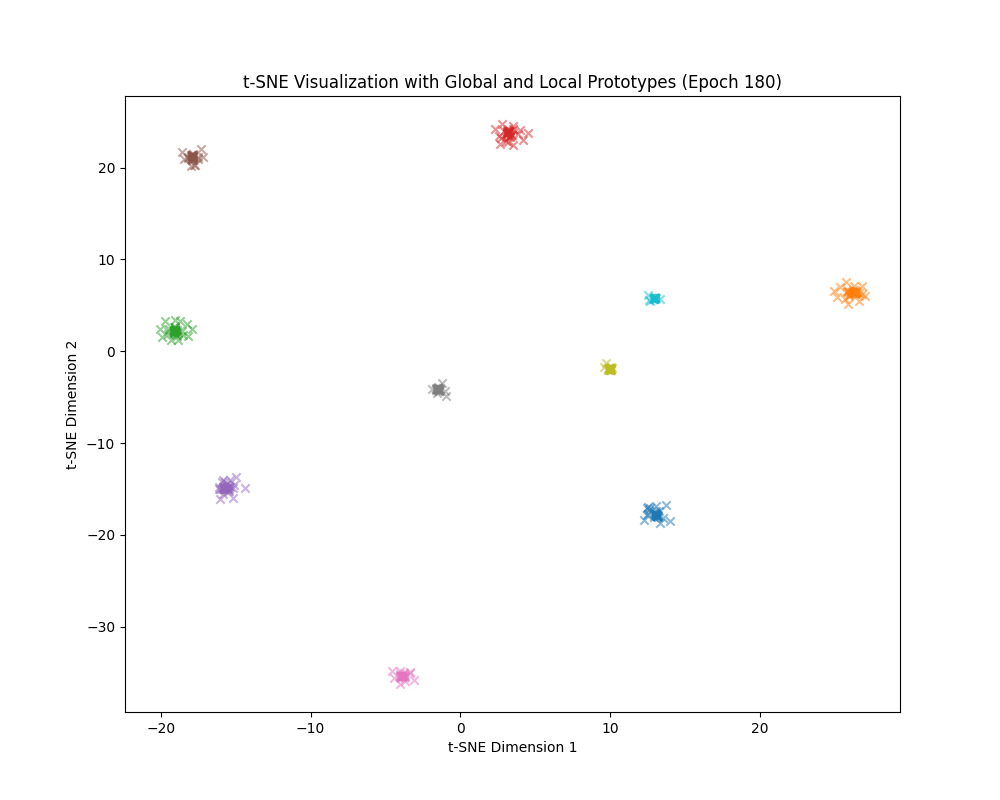 t-SNE Visualization with Global and Local Prototypes (Epoch 180)
20
10
0
−10
−20
−30
t-SNE Dimension 2
−20 −10 0 10 20
t-SNE Dimension 1